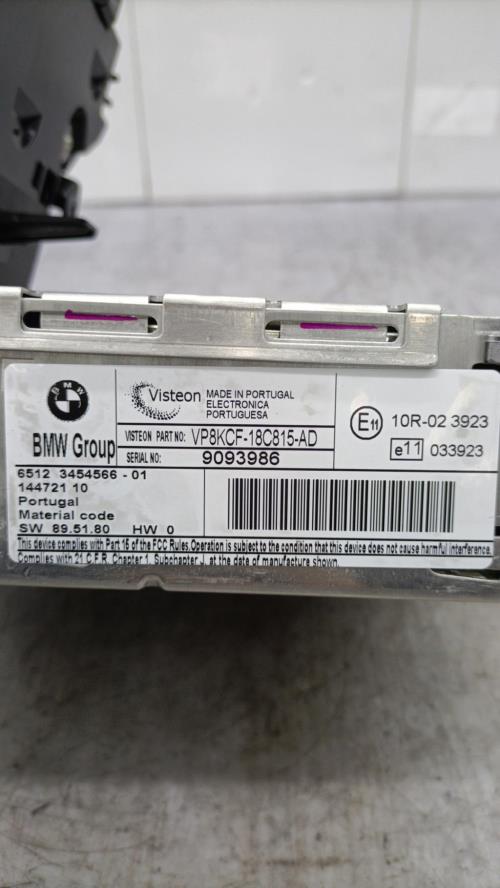 BMW
BMW Group
Visteon
MADE IN PORTUGAL
ELECTRONICA
PORTUGUESA
VISTEON PART NO: VP8KCF-18C815-AD
SERIAL NO: 9093986
E11 10R-02 3923
e11 033923
6512 3454566 - 01
144721 10
Portugal
Material code
SW 89.51.80 HW 0
This device complies with Part 15 of the FCC Rules. Operation is subject to the condition that this device does not cause harmful interference.
Complies with 21 C.F.R. Chapter 1, Subchapter J, at the date of manufacture shown.